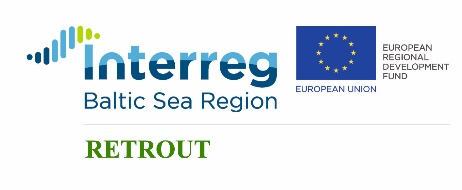 Interreg
Baltic Sea Region
EUROPEAN UNION
EUROPEAN
REGIONAL
DEVELOPMENT
FUND
RETROUT